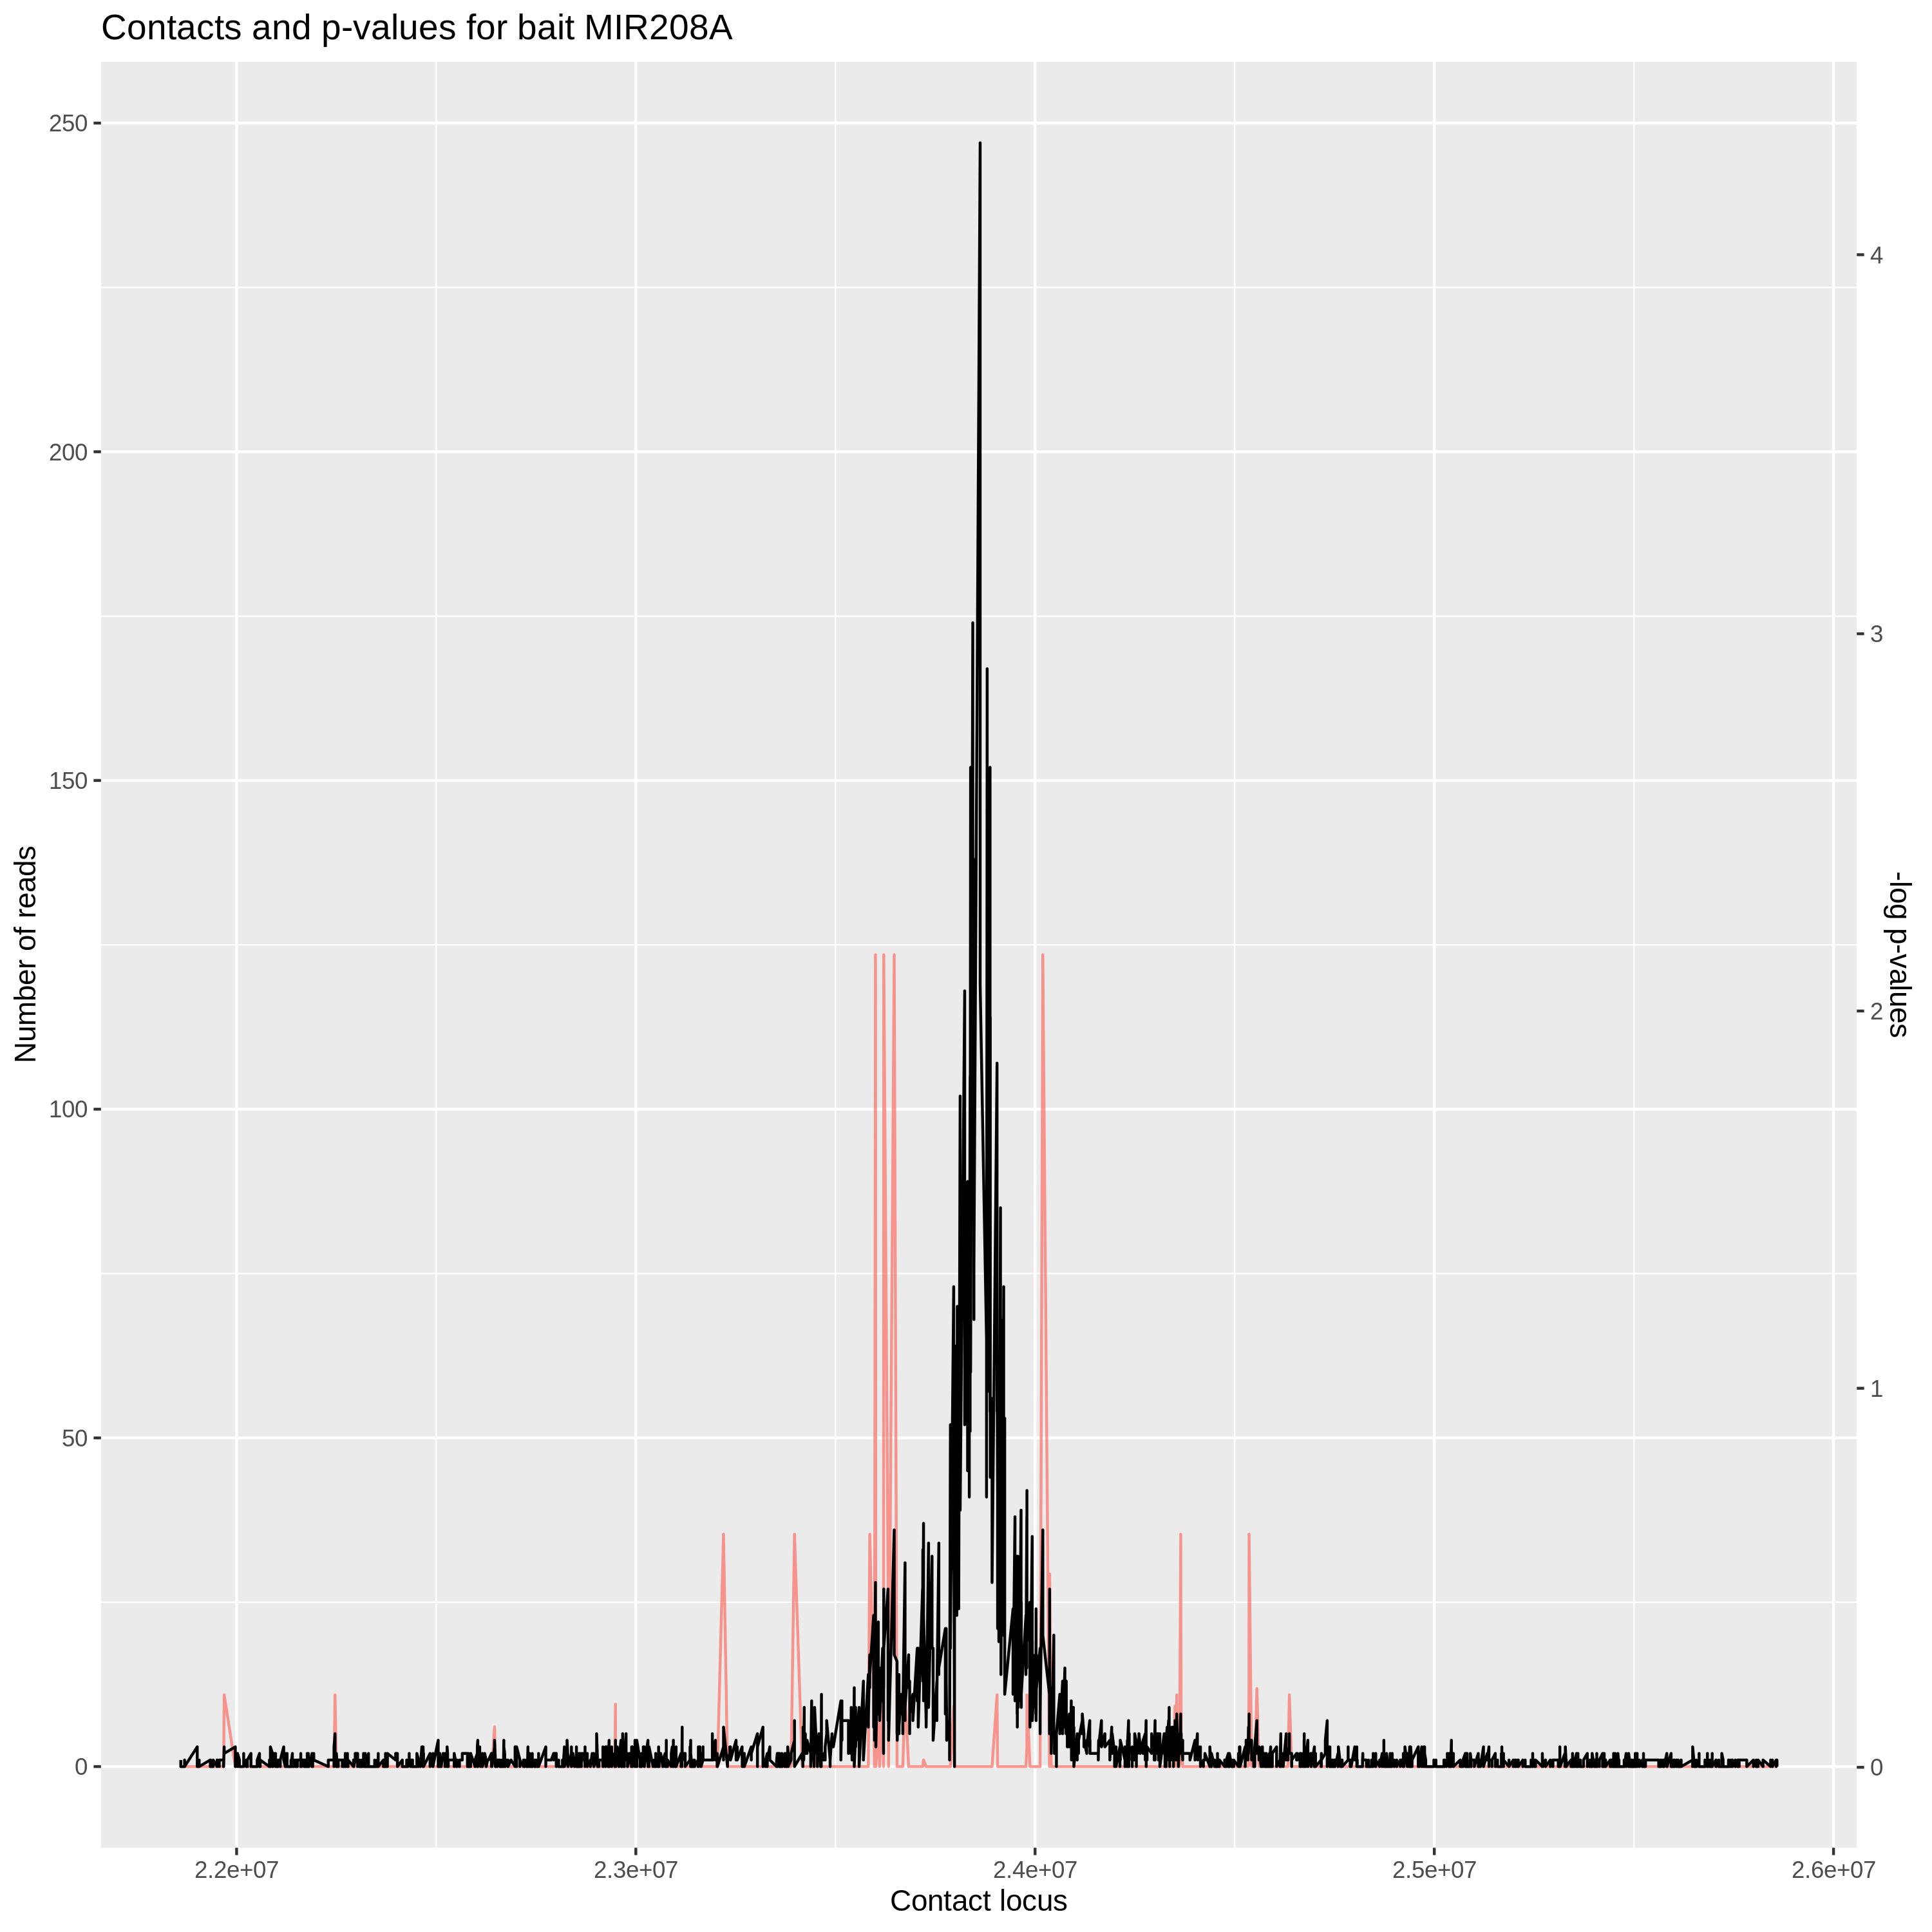 Contacts and p-values for bait MIR208A
250
200
150
100
50
0
Number of reads
4
3
2
1
0
-log p-values
2.2e+07
2.3e+07
2.4e+07
2.5e+07
2.6e+07
Contact locus